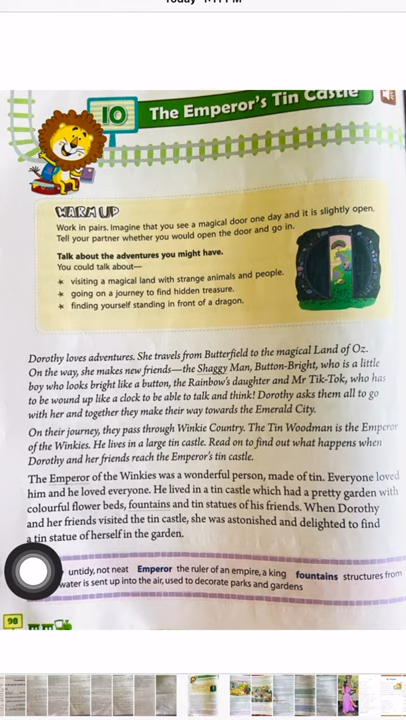 10 The Emperor's Tin Castle
WARM UP
Work in pairs. Imagine that you see a magical door one day and it is slightly open.
Tell your partner whether you would open the door and go in.
Talk about the adventures you might have.
You could talk about—
★ visiting a magical land with strange animals and people.
★ going on a journey to find hidden treasure.
★ finding yourself standing in front of a dragon.
Dorothy loves adventures. She travels from Butterfield to the magical Land of Oz.
On the way, she makes new friends—the Shaggy Man, Button-Bright, who is a little
boy who looks bright like a button, the Rainbow's daughter and Mr Tik-Tok, who has
to be wound up like a clock to be able to talk and think! Dorothy asks them all to go
with her and together they make their way towards the Emerald City.
On their journey, they pass through Winkie Country. The Tin Woodman is the Emperor
of the Winkies. He lives in a large tin castle. Read on to find out what happens when
Dorothy and her friends reach the Emperor's tin castle.
The Emperor of the Winkies was a wonderful person, made of tin. Everyone loved
him and he loved everyone. He lived in a tin castle which had a pretty garden with
colourful flower beds, fountains and tin statues of his friends. When Dorothy
and her friends visited the tin castle, she was astonished and delighted to find
a tin statue of herself in the garden.
untidy, not neat Emperor the ruler of an empire, a king fountains structures from
water is sent up into the air, used to decorate parks and gardens
98